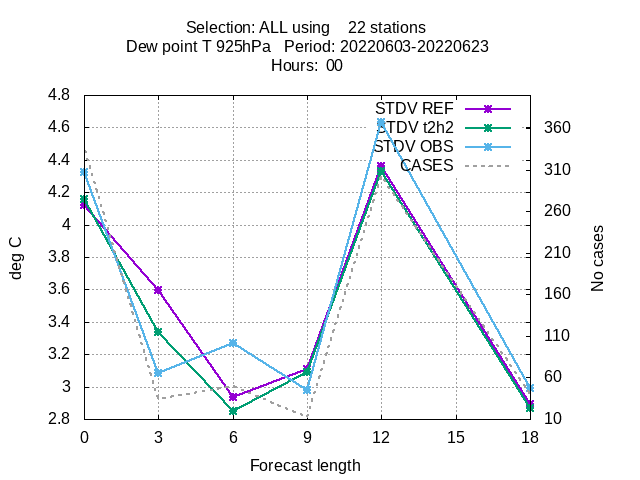 Selection: ALL using    22 stations
Dew point T 925hPa   Period: 20220603-20220623
Hours:  00
STDV REF
STDV t2h2
STDV OBS
CASES
4.8
4.6
4.4
4.2
4
3.8
3.6
3.4
3.2
3
2.8
360
310
260
210
160
110
60
10
deg C
No cases
0 3 6 9 12 15 18
Forecast length